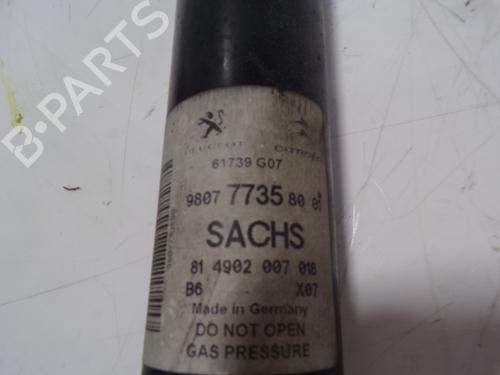 B-PARTS
PEUGEOT CITROËN
61739 G07
9807 7735 80 0
SACHS
81 4902 007 018
B6 X07
Made in Germany
DO NOT OPEN
GAS PRESSURE